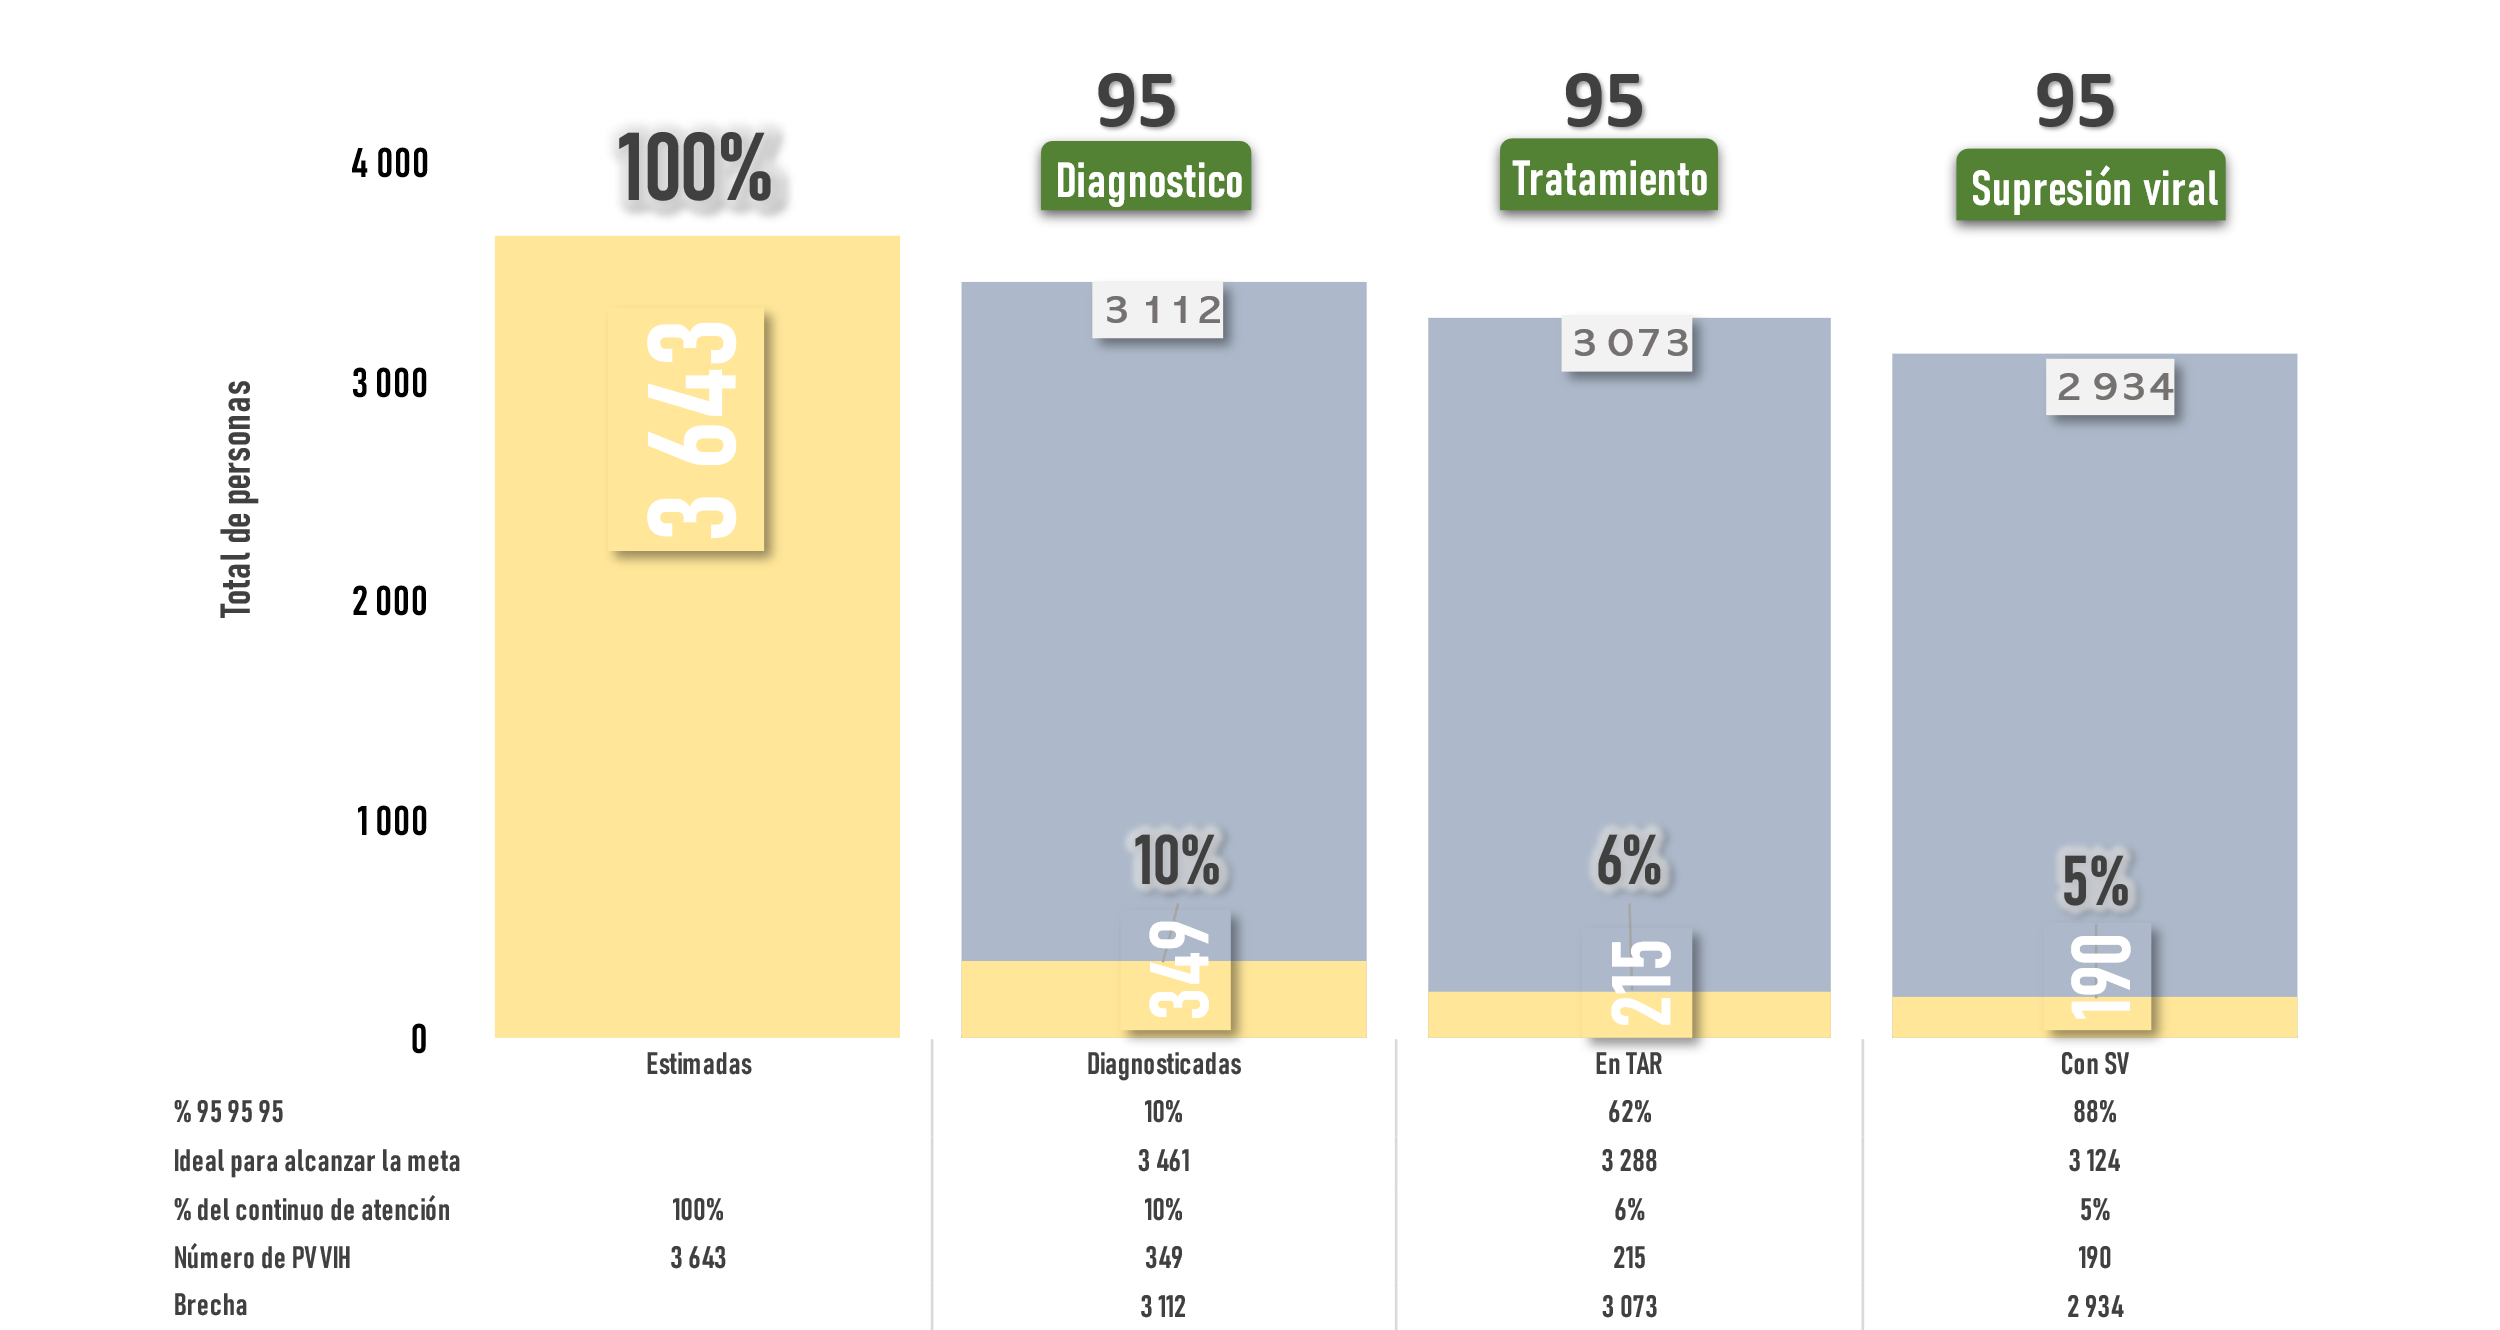 95
95
95
100%
Diagnostico
Tratamiento
Supresión viral
4 000
3 000
2 000
1 000
0
Total de personas
3 643
3 112
3 073
2 934
10%
6%
5%
349
215
190
Estimadas Diagnosticadas En TAR Con SV
% 95 95 95 10% 62% 88%
Ideal para alcanzar la meta 3 461 3 288 3 124
% del continuo de atención 100% 10% 6% 5%
Número de PVVIH 3 643 349 215 190
Brecha 3 112 3 073 2 934